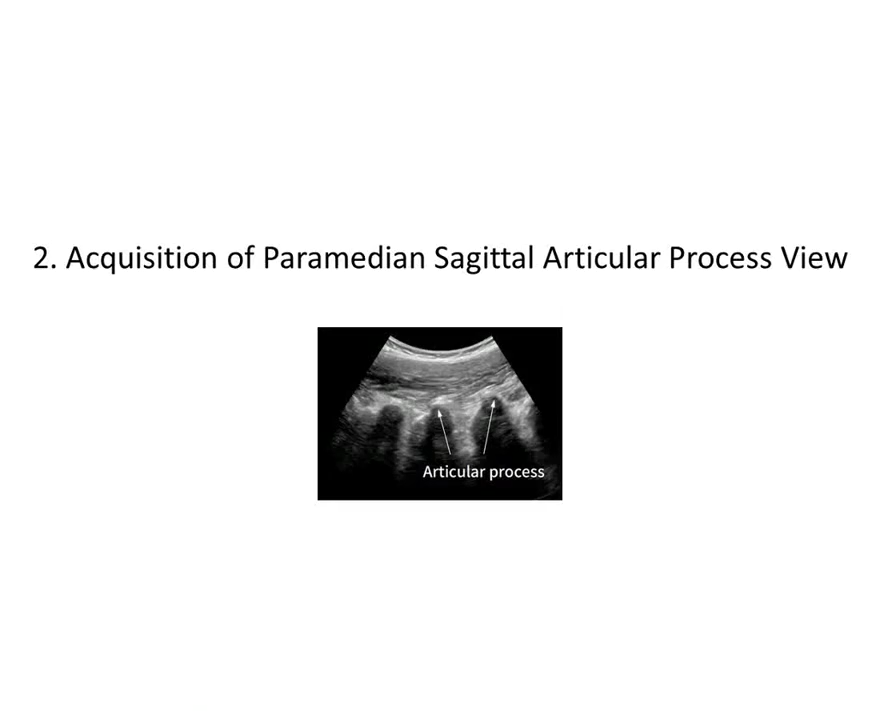 2. Acquisition of Paramedian Sagittal Articular Process View
Articular process